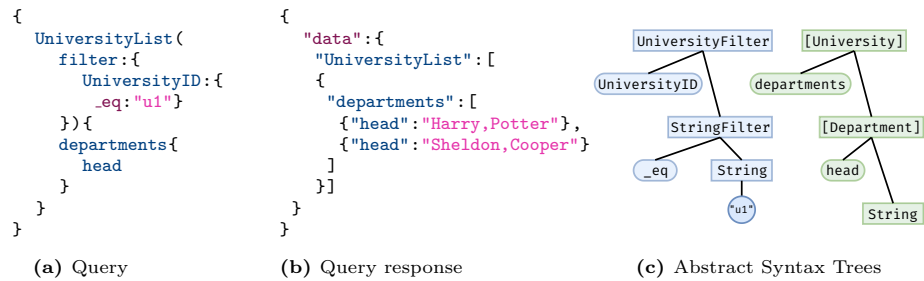 {
UniversityList(
filter:{
UniversityID:{
_eq:"u1"}
}){
departments{
head
}
}
}
(a) Query
{
"data":{
"UniversityList":[
{
"departments":[
{"head":"Harry,Potter"},
{"head":"Sheldon,Cooper"}
]
}]
}
}
(b) Query response
UniversityFilter
[University]
UniversityID
departments
StringFilter
[Department]
_eq
String
head
"u1"
String
(c) Abstract Syntax Trees